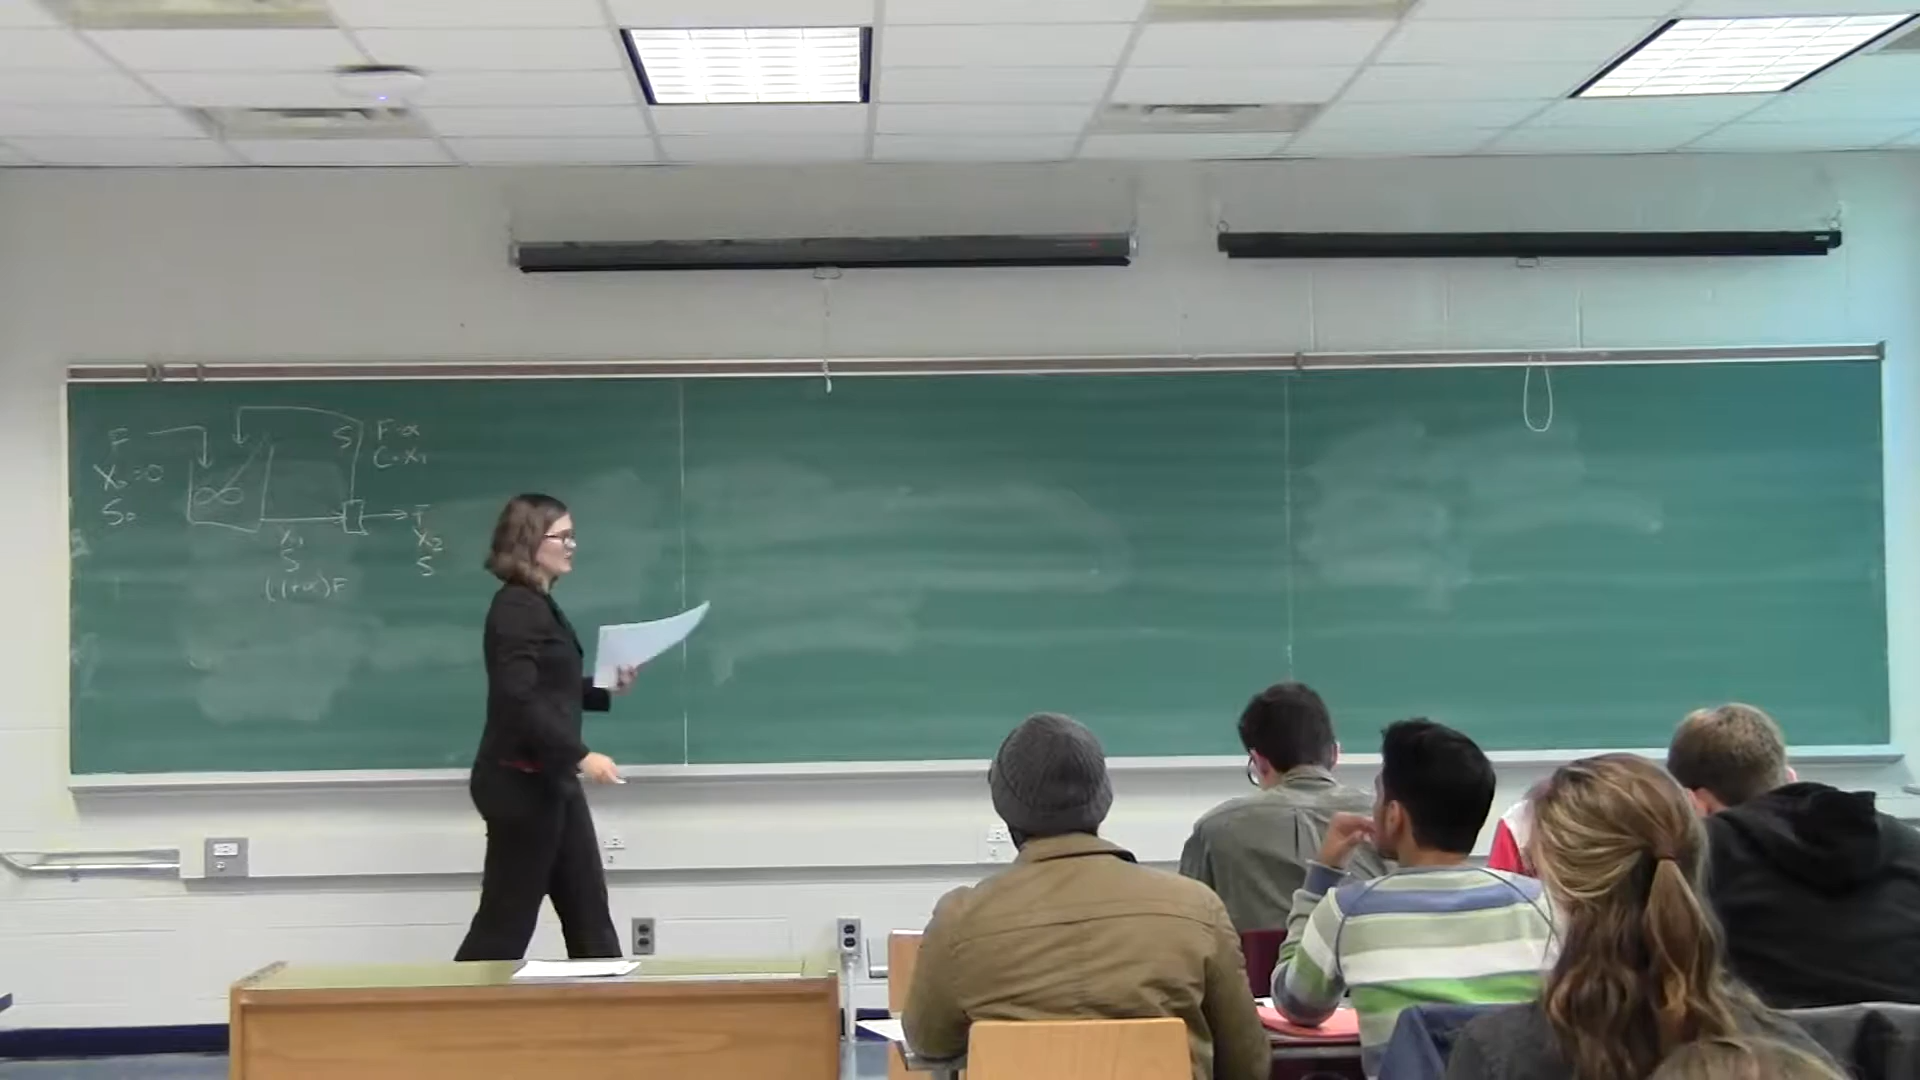 F
X₀=0
S₀
S
F·α
C·X₁
X₁
S
(1+α)F
F
X₂
S